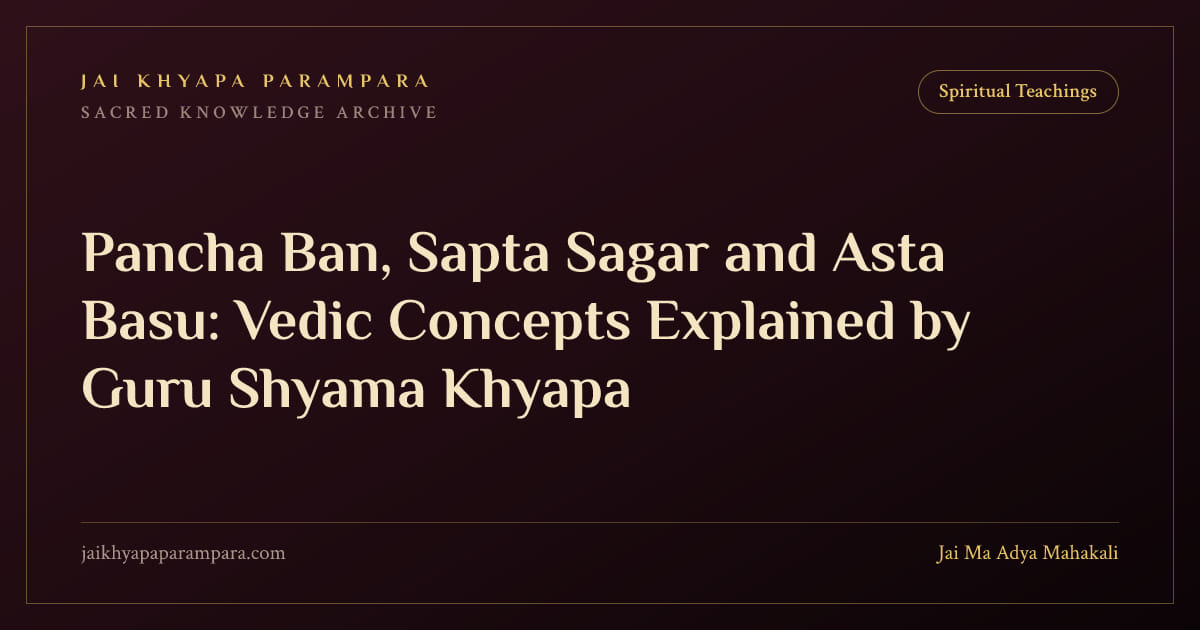 JAI KHYAPA PARAMPARA
SACRED KNOWLEDGE ARCHIVE
Spiritual Teachings
Pancha Ban, Sapta Sagar and Asta
Basu: Vedic Concepts Explained by
Guru Shyama Khyapa
jaikhyapaparampara.com
Jai Ma Adya Mahakali